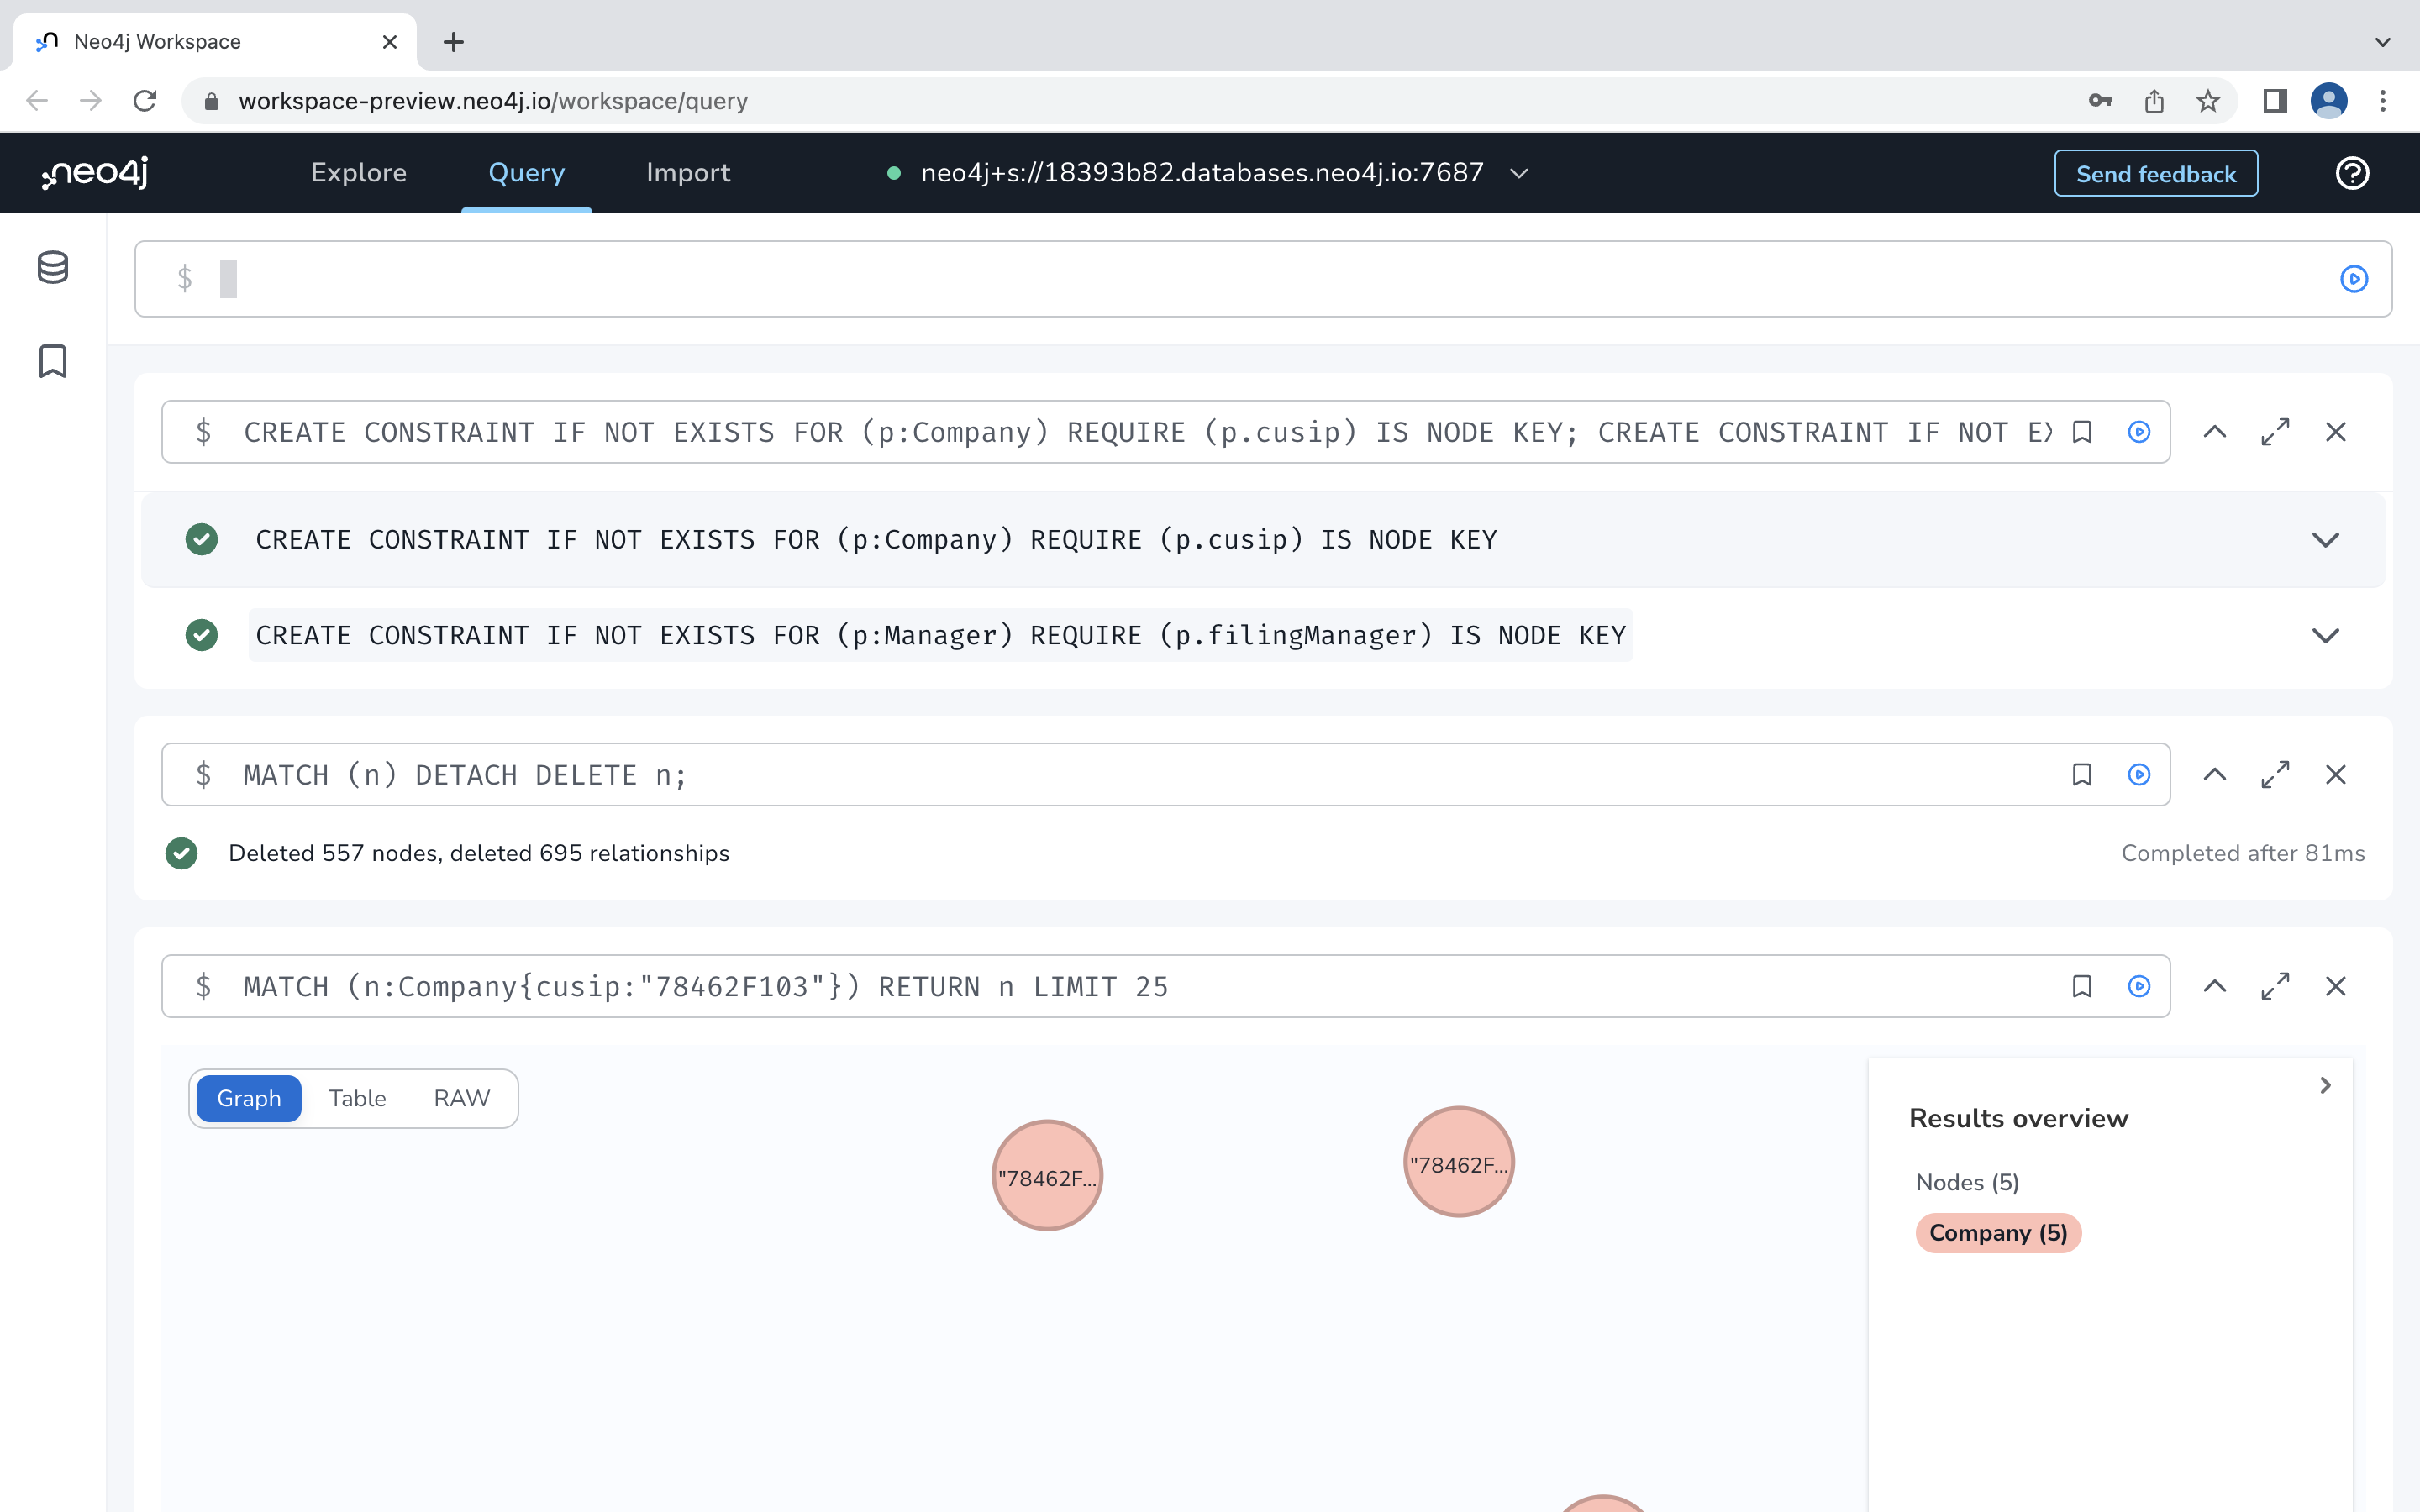 Neo4j Workspace
workspace-preview.neo4j.io/workspace/query
neo4j Explore Query Import neo4j+s://18393b82.databases.neo4j.io:7687 Send feedback
$
$ CREATE CONSTRAINT IF NOT EXISTS FOR (p:Company) REQUIRE (p.cusip) IS NODE KEY; CREATE CONSTRAINT IF NOT EX
CREATE CONSTRAINT IF NOT EXISTS FOR (p:Company) REQUIRE (p.cusip) IS NODE KEY
CREATE CONSTRAINT IF NOT EXISTS FOR (p:Manager) REQUIRE (p.filingManager) IS NODE KEY
$ MATCH (n) DETACH DELETE n;
Deleted 557 nodes, deleted 695 relationships Completed after 81ms
$ MATCH (n:Company{cusip:"78462F103"}) RETURN n LIMIT 25
Graph Table RAW
"78462F...
"78462F...
Results overview
Nodes (5)
Company (5)